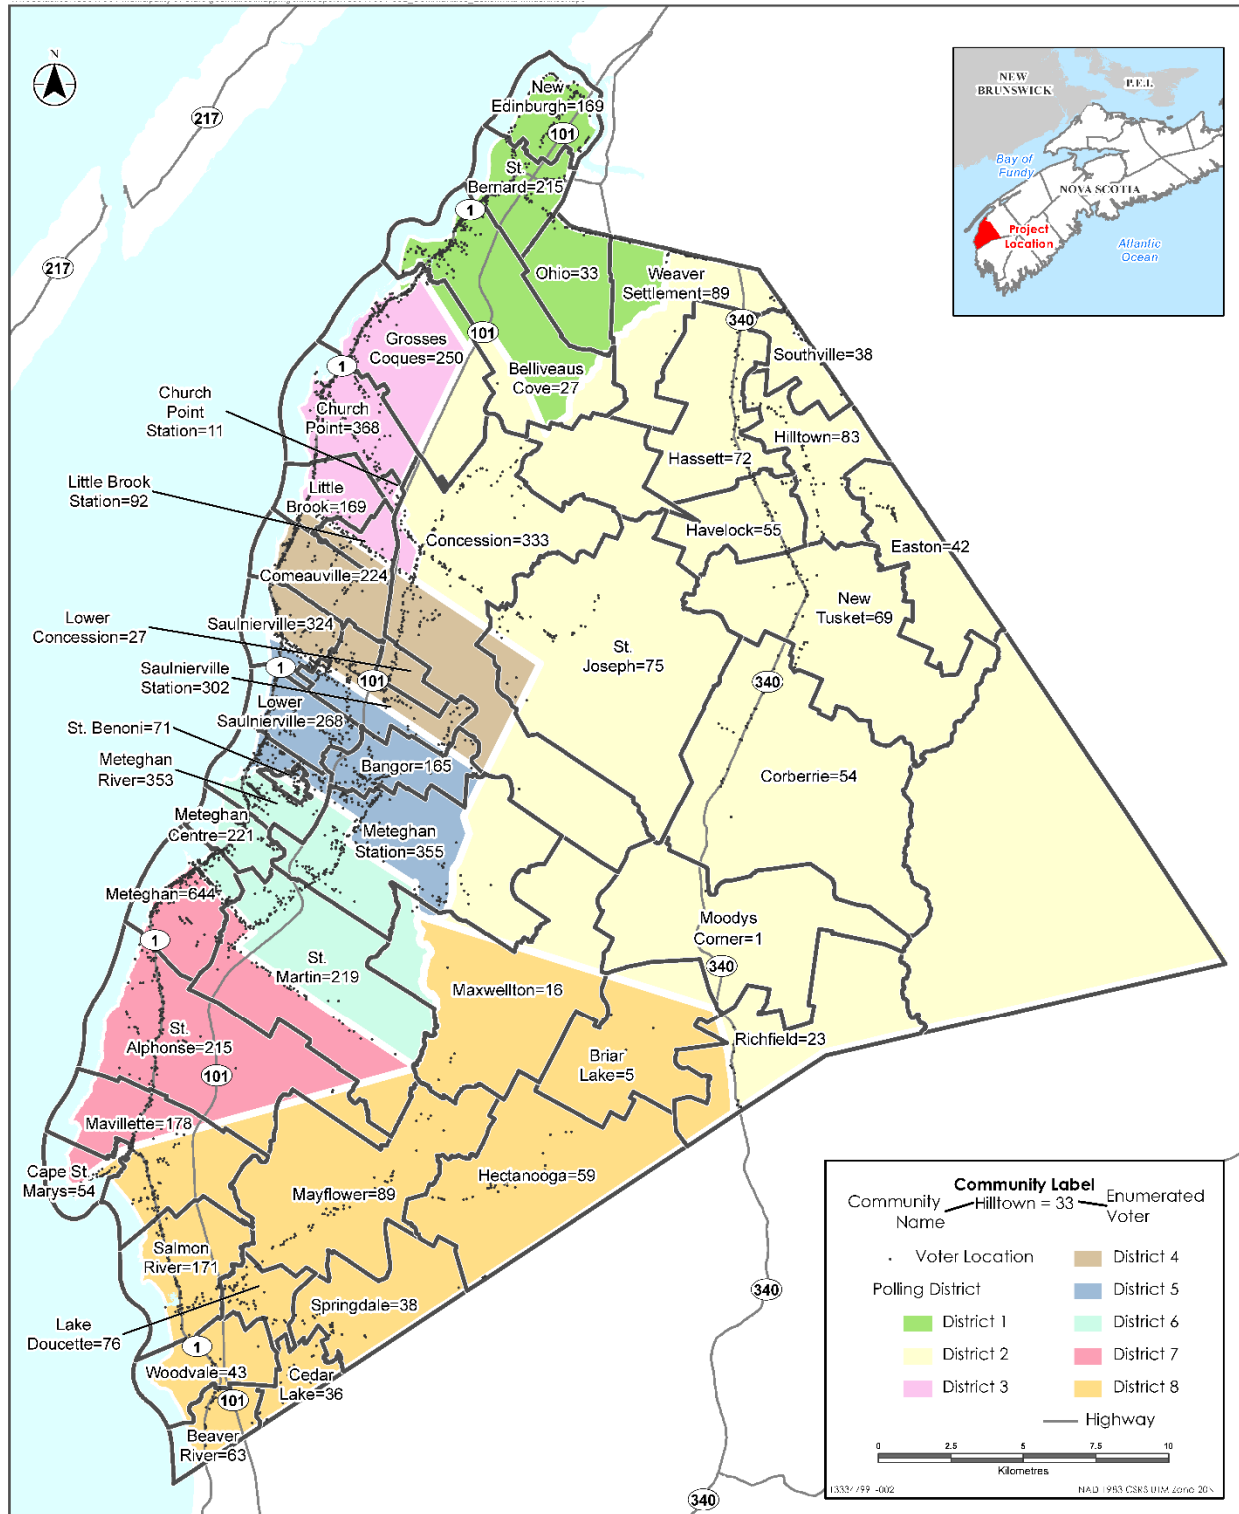 N
217
217
New
Edinburgh=169
101
St.
Bernard=215
1
Ohio=33
Weaver
Settlement=89
101
340
Grosses
Coques=250
1
Belliveaus
Cove=27
Southville=38
Church
Point
Station=11
Church
Point=368
Hilltown=83
Hassett=72
Little Brook
Station=92
Little
Brook=169
Havelock=55
Concession=333
Easton=42
Comeauville=224
New
Tusket=69
Lower
Concession=27
Saulnierville=324
St.
Joseph=75
Saulnierville
Station=302
1
101
340
Lower
Saulnierville=268
St. Benoni=71
Bangor=165
Corberrie=54
Meteghan
River=353
Meteghan
Centre=221
Meteghan
Station=355
Meteghan=644
1
Moodys
Corner=1
St.
Martin=219
340
Maxwellton=16
St.
Alphonse=215
Richfield=23
Briar
Lake=5
101
Mavillette=178
Cape St.
Marys=54
Hectanooga=59
Mayflower=89
Salmon
River=171
340
Springdale=38
Lake
Doucette=76
1
Woodvale=43
Cedar
Lake=36
101
Beaver
River=63
340
NEW
BRUNSWICK
P.E.I.
Bay of
Fundy
NOVA SCOTIA
Project
Location
Atlantic
Ocean
Community Label
Community
Name
Hilltown = 33
Enumerated
Voter
Voter Location
Polling District
District 1
District 2
District 3
District 4
District 5
District 6
District 7
District 8
Highway
0 2.5 5 7.5 10
Kilometres
NAD 1983 CSRS UTM Zone 20N